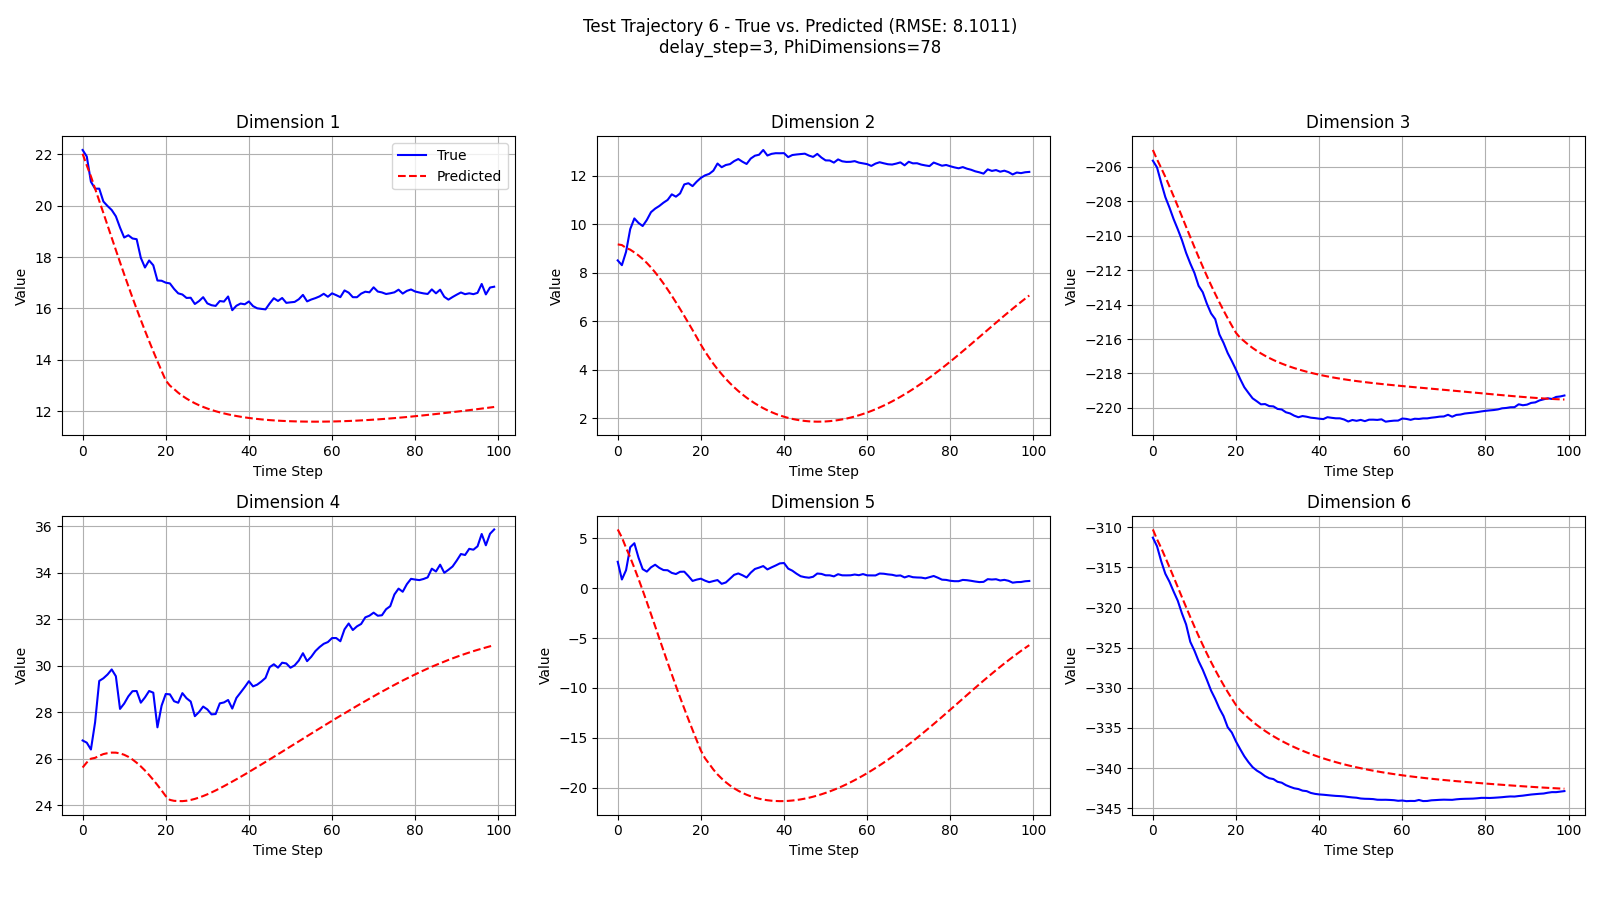 Test Trajectory 6 - True vs. Predicted (RMSE: 8.1011)
delay_step=3, PhiDimensions=78
Dimension 1
22
20
18
16
14
12
0 20 40 60 80 100
Value
Time Step
True
Predicted
Dimension 2
12
10
8
6
4
2
0 20 40 60 80 100
Value
Time Step
Dimension 3
−206
−208
−210
−212
−214
−216
−218
−220
0 20 40 60 80 100
Value
Time Step
Dimension 4
36
34
32
30
28
26
24
0 20 40 60 80 100
Value
Time Step
Dimension 5
5
0
−5
−10
−15
−20
0 20 40 60 80 100
Value
Time Step
Dimension 6
−310
−315
−320
−325
−330
−335
−340
−345
0 20 40 60 80 100
Value
Time Step